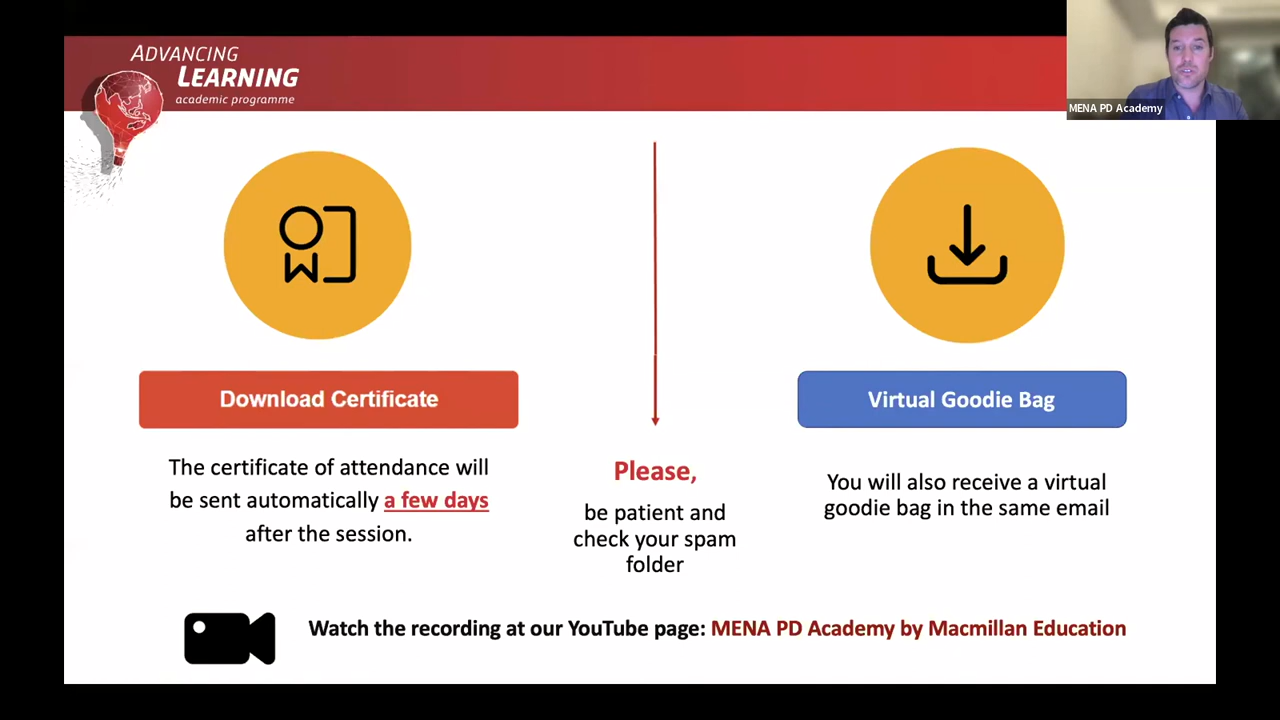 ADVANCING
LEARNING
academic programme
MENA PD Academy
Download Certificate
The certificate of attendance will
be sent automatically a few days
after the session.
Please,
be patient and
check your spam
folder
Virtual Goodie Bag
You will also receive a virtual
goodie bag in the same email
Watch the recording at our YouTube page: MENA PD Academy by Macmillan Education